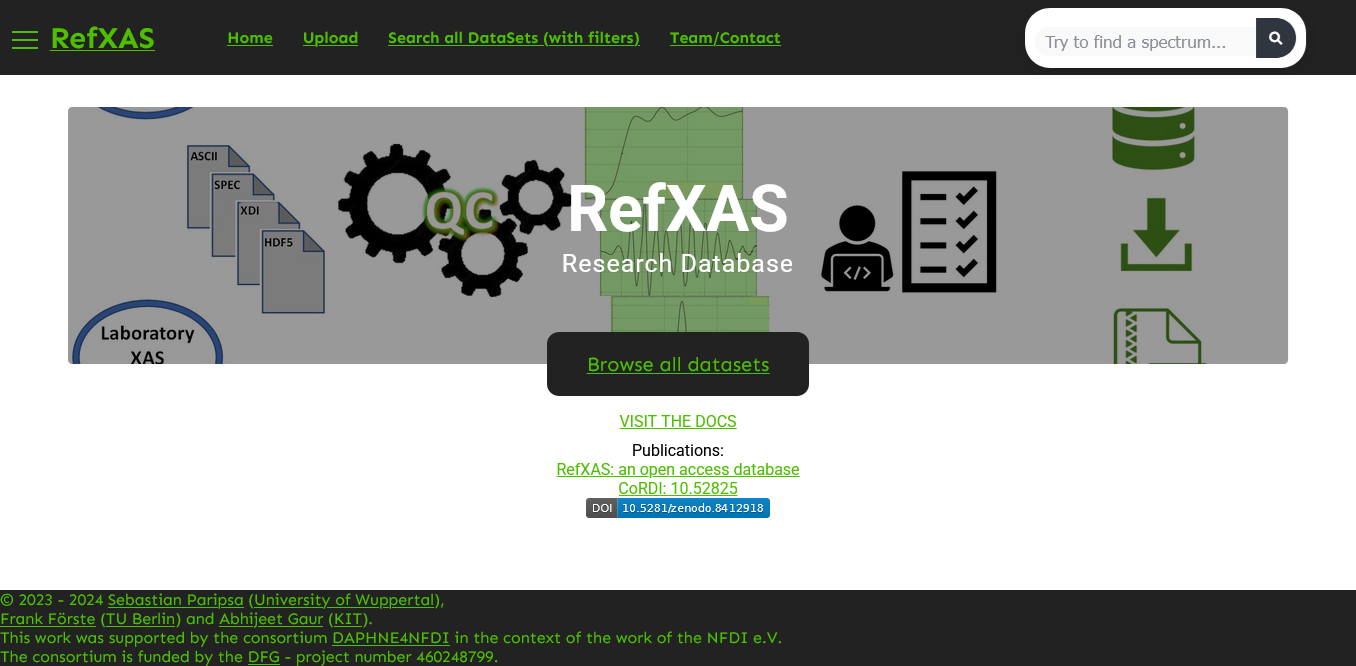 RefXAS
Home Upload Search all DataSets (with filters) Team/Contact
Try to find a spectrum...
ASCII
SPEC
XDI
HDF5
QC
RefXAS
Research Database
</>
Laboratory
XAS
Browse all datasets
VISIT THE DOCS
Publications:
RefXAS: an open access database
CoRDI: 10.52825
DOI 10.5281/zenodo.8412918
© 2023 - 2024 Sebastian Paripsa (University of Wuppertal),
Frank Förste (TU Berlin) and Abhijeet Gaur (KIT).
This work was supported by the consortium DAPHNE4NFDI in the context of the work of the NFDI e.V.
The consortium is funded by the DFG - project number 460248799.